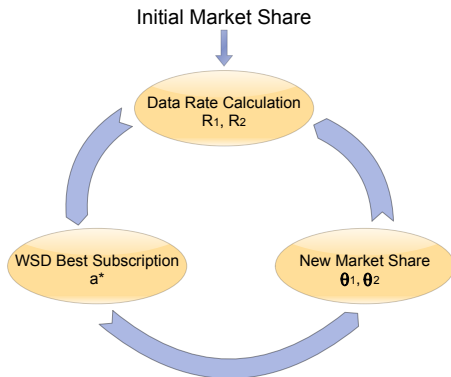 Initial Market Share
Data Rate Calculation
R1, R2
WSD Best Subscription
a*
New Market Share
θ1, θ2